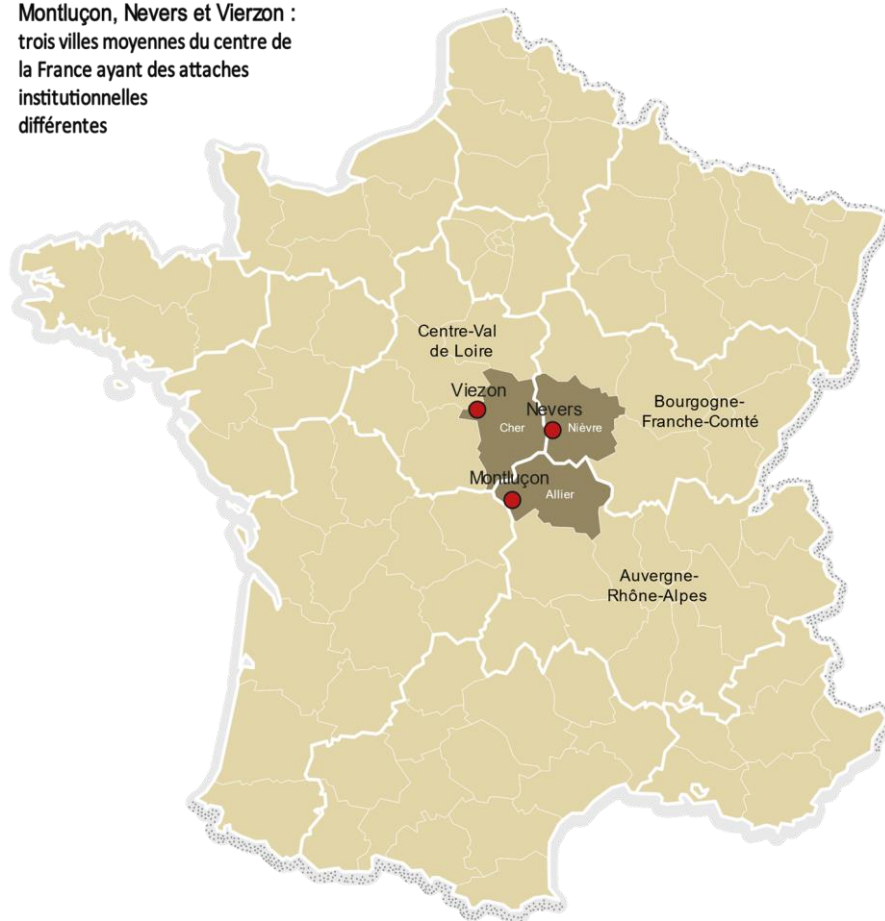 Montluçon, Nevers et Vierzon :
trois villes moyennes du centre de
la France ayant des attaches
institutionnelles
différentes
Centre-Val
de Loire
Viezon
Nevers
Bourgogne-
Franche-Comté
Cher
Nièvre
Montluçon
Allier
Auvergne-
Rhône-Alpes